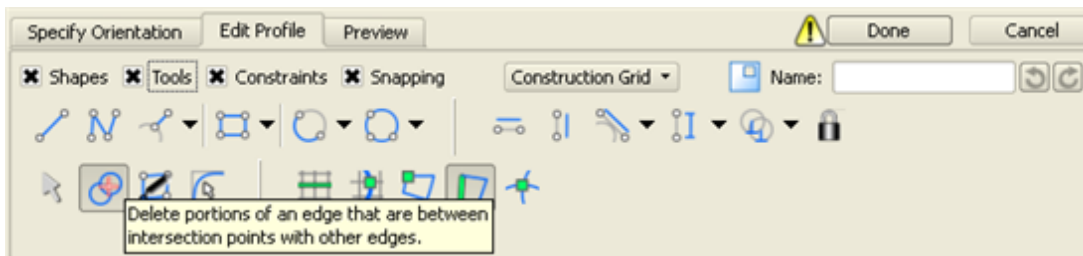 Specify Orientation Edit Profile Preview Done Cancel
Shapes Tools Constraints Snapping Construction Grid Name:
Delete portions of an edge that are between
intersection points with other edges.